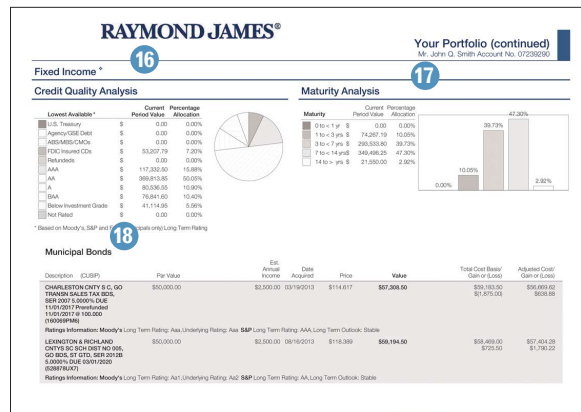 RAYMOND JAMES®
16
Your Portfolio (continued)
Mr. John Q. Smith Account No. 07239290
17
Fixed Income
Credit Quality Analysis
Lowest Available * Current Period Value Percentage Allocation
U.S. Treasury $ 0.00 0.00%
Agency/GSE Debt $ 0.00 0.00%
ABS/MBS/CMOs $ 0.00 0.00%
FDIC Insured CDs $ 53,207.79 7.20%
Refundeds $ 0.00 0.00%
AAA $ 117,332.50 15.88%
AA $ 369,813.85 50.05%
A $ 80,536.55 10.90%
BAA $ 76,841.60 10.40%
Below Investment Grade $ 41,114.95 5.56%
Not Rated $ 0.00 0.00%
* Based on Moody's, S&P and Long Term Rating
Maturity Analysis
Maturity Current Period Value Percentage Allocation
0 to < 1 yr $ 0.00 0.00%
1 to < 3 yrs $ 74,267.19 10.05%
3 to < 7 yrs $ 293,533.80 39.73%
7 to < 14 yrs$ 349,496.25 47.30%
14 to > yrs $ 21,550.00 2.92%
0.00% 10.05% 39.73% 47.30% 2.92%
18
Municipal Bonds
Description (CUSIP) Par Value Est. Annual Income Date Acquired Price Value Total Cost Basis/ Gain or (Loss) Adjusted Cost/ Gain or (Loss)
CHARLESTON CNTY S C, GO $50,000.00 $2,500.00 03/19/2013 $114.617 $57,308.50 $59,183.50 $56,669.62
TRANSN SALES TAX BDS, $(1,875.00) $638.88
SER 2007 5.0000% DUE
11/01/2017 Prerefunded
11/01/2017 @ 100.000
(160069PM6)
Ratings Information: Moody's Long Term Rating: Aaa, Underlying Rating: Aaa S&P Long Term Rating: AAA, Long Term Outlook: Stable
LEXINGTON & RICHLAND $50,000.00 $2,500.00 08/16/2013 $118.389 $59,194.50 $58,469.00 $57,404.28
CNTYS SC SCH DIST NO 005, $725.50 $1,790.22
GO BDS, ST GTD, SER 2012B
5.0000% DUE 03/01/2020
(528878UX7)
Ratings Information: Moody's Long Term Rating: Aa1, Underlying Rating: Aa2 S&P Long Term Rating: AA, Long Term Outlook: Stable